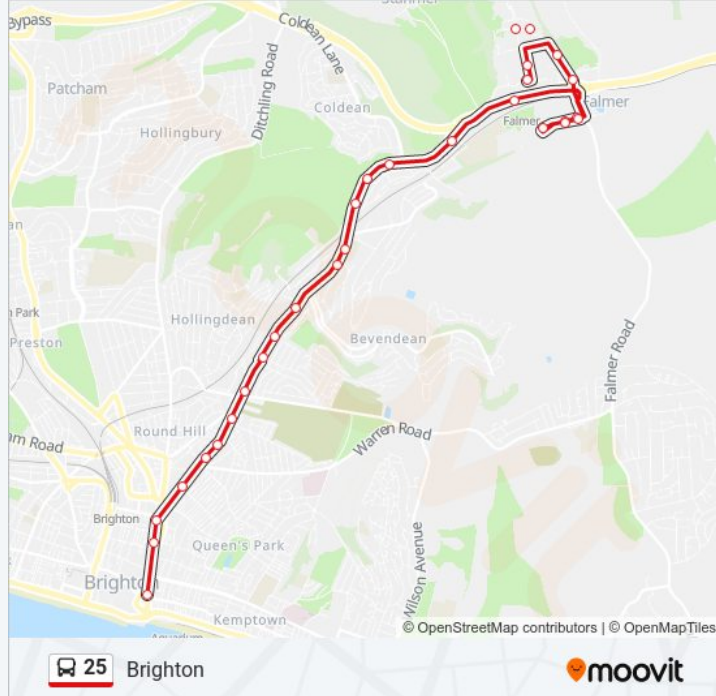 Stanmer
Bypass
Coldean Lane
Ditchling Road
Patcham
Coldean
Hollingbury
Falmer
Falmer
Park
Preston
Hollingdean
Bevendean
Falmer Road
Round Hill
Road
Warren Road
Brighton
Queen's Park
Wilson Avenue
Brighton
Kemptown
Aquarium
© OpenStreetMap contributors | © OpenMapTiles
25 Brighton
moovit